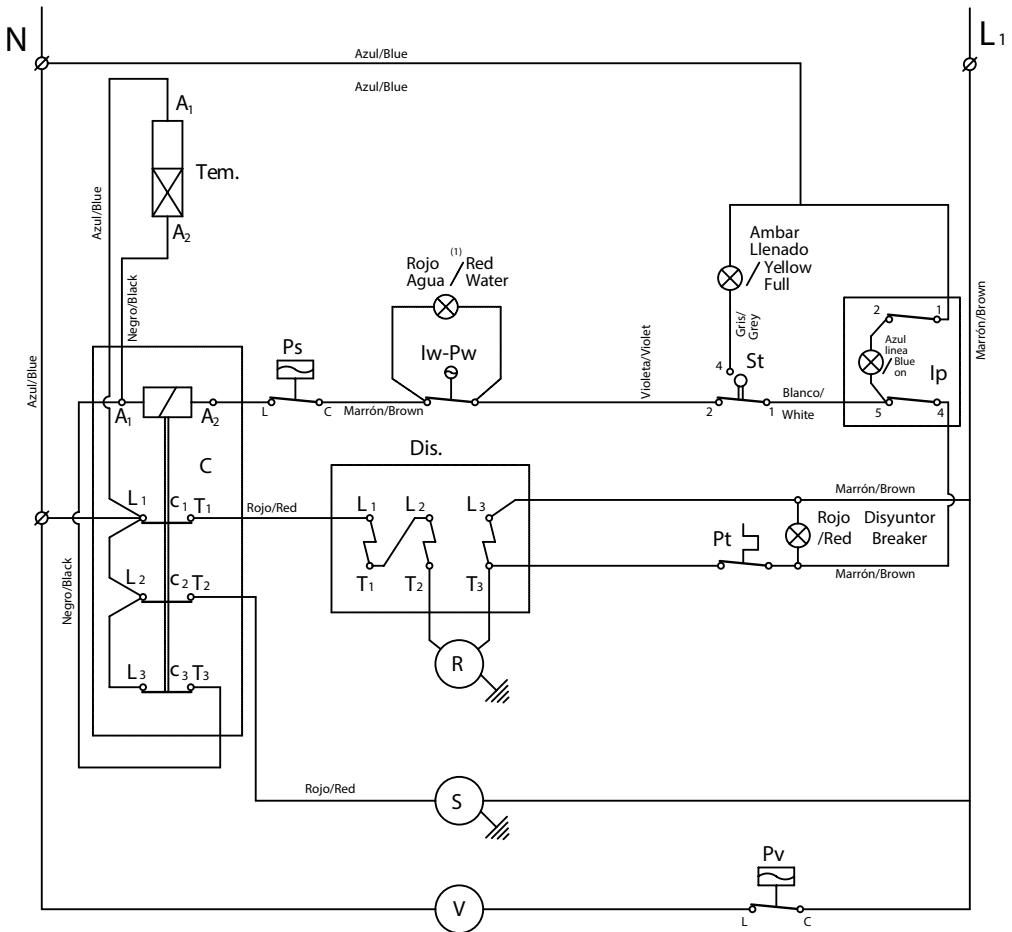 N
L1
Azul/Blue
Azul/Blue
A1
Tem.
A2
Azul/Blue
Negro/Black
Azul/Blue
Rojo (1) Red
Agua / Water
Ambar
Llenado
/ Yellow
Full
Gris/
Grey
Marrón/Brown
2
1
Azul
linea
/ Blue
on
Ip
5
4
Ps
Iw-Pw
Violeta/Violet
4
St
Blanco/
White
2
1
A1
A2
L
C
Marrón/Brown
C
Dis.
L1
C1
T1
Rojo/Red
L1
L2
L3
Marrón/Brown
Pt
Rojo
/Red
Disyuntor
Breaker
T1
T2
T3
Marrón/Brown
L2
C2
T2
Negro/Black
L3
C3
T3
R
Rojo/Red
S
Pv
V
L
C